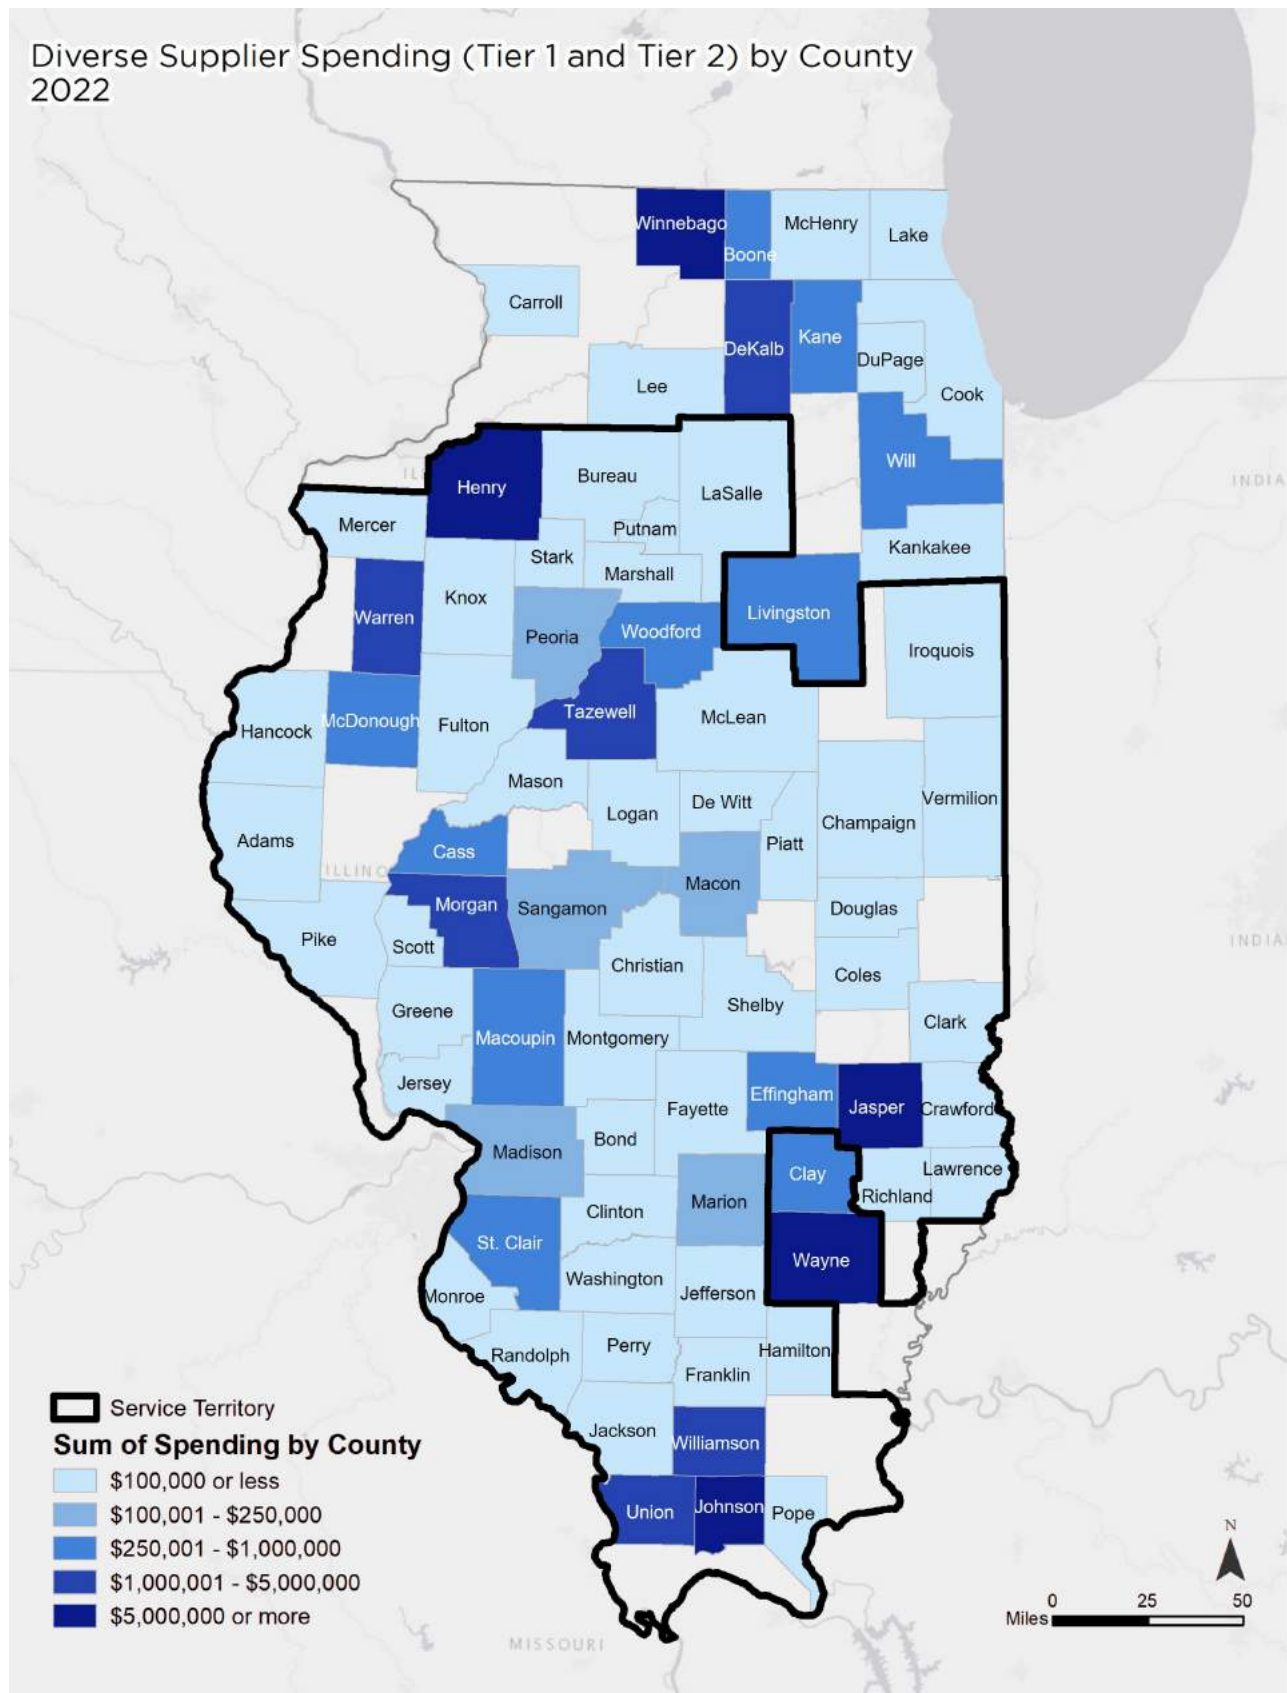 Diverse Supplier Spending (Tier 1 and Tier 2) by County
2022
Winnebago
Boone
McHenry
Lake
Carroll
DeKalb
Kane
DuPage
Lee
Cook
Will
Henry
Bureau
LaSalle
Mercer
Putnam
INDIA
Stark
Kankakee
Marshall
Knox
Warren
Peoria
Woodford
Livingston
Iroquois
Hancock
McDonough
Fulton
Tazewell
McLean
Mason
Logan
De Witt
Vermilion
Adams
Cass
Piatt
Champaign
ILLINO
Macon
Morgan
Sangamon
Douglas
Pike
Scott
INDIA
Christian
Coles
Greene
Shelby
Clark
Macoupin
Montgomery
Jersey
Effingham
Fayette
Jasper
Crawford
Madison
Bond
Clay
Lawrence
Richland
Marion
Clinton
St. Clair
Wayne
Washington
Jefferson
Monroe
Randolph
Perry
Hamilton
Franklin
Jackson
Williamson
Union
Johnson
Pope
Service Territory
Sum of Spending by County
$100,000 or less
$100,001 - $250,000
$250,001 - $1,000,000
$1,000,001 - $5,000,000
$5,000,000 or more
N
0 25 50
Miles
MISSOURI